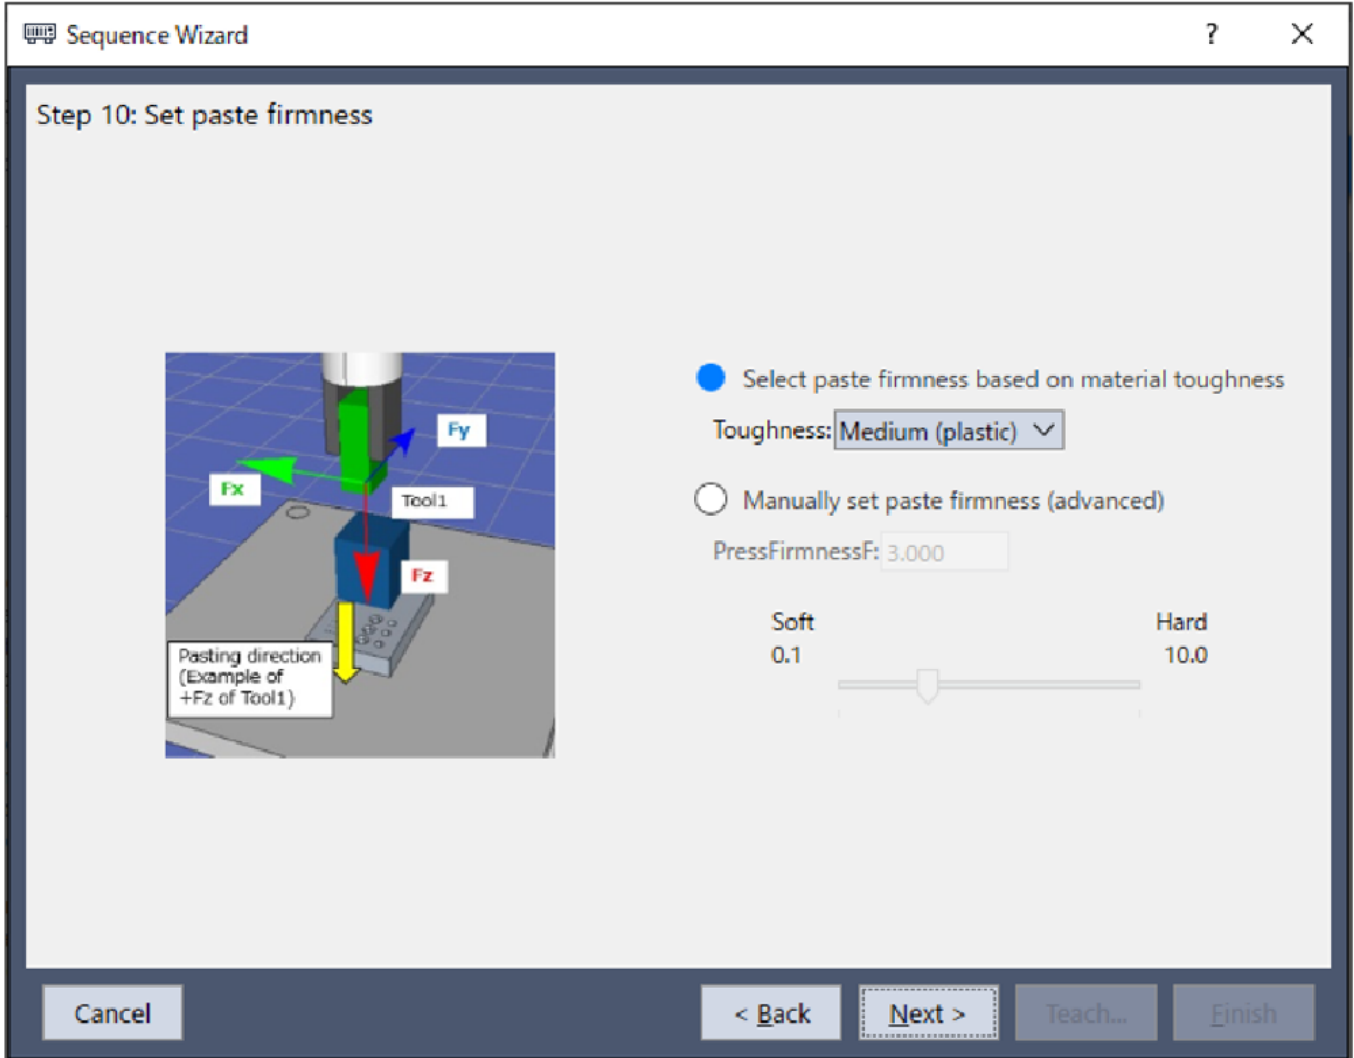 Sequence Wizard
?
Step 10: Set paste firmness
Fy
Fx
Tool1
Fz
Pasting direction
(Example of
+Fz of Tool1)
Select paste firmness based on material toughness
Toughness: Medium (plastic)
Manually set paste firmness (advanced)
PressFirmnessF: 3.000
Soft Hard
0.1 10.0
Cancel
< Back
Next >
Teach...
Finish